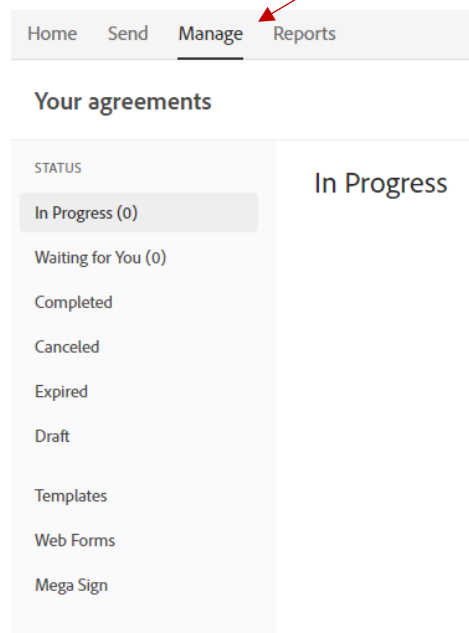 Home Send Manage Reports
Your agreements
STATUS
In Progress (0)
Waiting for You (0)
Completed
Canceled
Expired
Draft
Templates
Web Forms
Mega Sign
In Progress